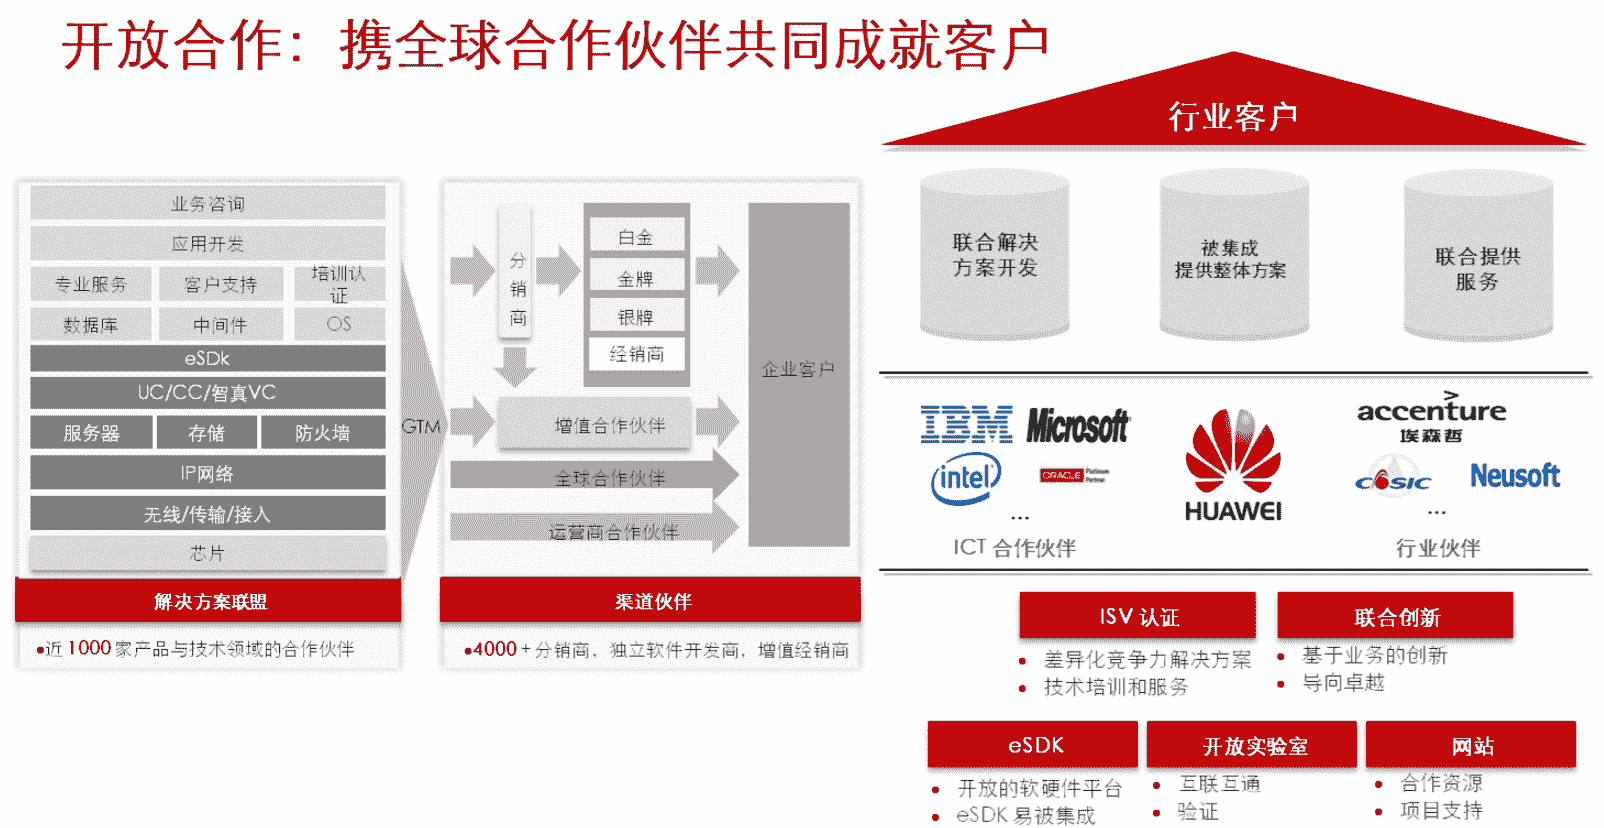 开放合作：携全球合作伙伴共同成就客户
业务咨询
应用开发
专业服务
客户支持
培训认
证
数据库
中间件
OS
eSDk
UC/CC/智真VC
服务器
存储
防火墙
IP网络
无线/传输/接入
芯片
解决方案联盟
•近1000家产品与技术领域的合作伙伴
GTM
分
销
商
白金
金牌
银牌
经销商
企业客户
增值合作伙伴
全球合作伙伴
运营商合作伙伴
渠道伙伴
•4000+分销商，独立软件开发商，增值经销商
行业客户
联合解决
方案开发
被集成
提供整体方案
联合提供
服务
IBM
Microsoft
intel
ORACLE Platinum
Partner
...
ICT 合作伙伴
HUAWEI
accenture
埃森哲
CASIC
Neusoft
...
行业伙伴
ISV 认证
• 差异化竞争力解决方案
• 技术培训和服务
联合创新
• 基于业务的创新
• 导向卓越
eSDK
• 开放的软硬件平台
• eSDK 易被集成
开放实验室
• 互联互通
• 验证
网站
• 合作资源
• 项目支持